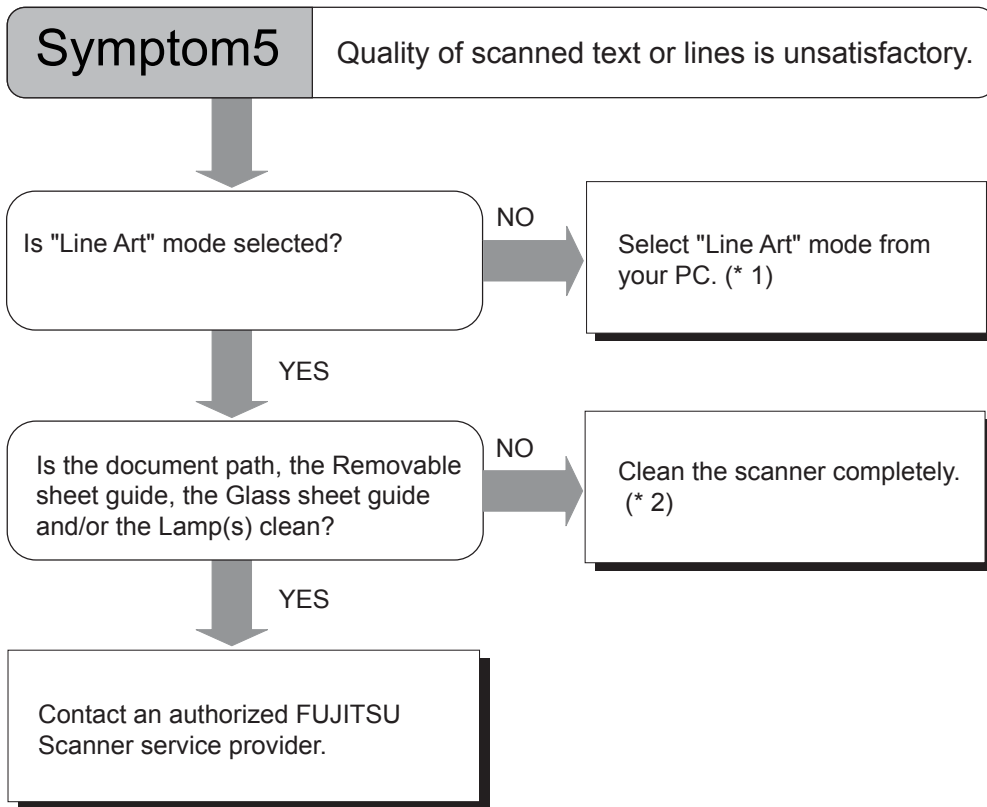 Symptom5
Quality of scanned text or lines is unsatisfactory.
Is "Line Art" mode selected?
NO
Select "Line Art" mode from
your PC. (* 1)
YES
Is the document path, the Removable
sheet guide, the Glass sheet guide
and/or the Lamp(s) clean?
NO
Clean the scanner completely.
(* 2)
YES
Contact an authorized FUJITSU
Scanner service provider.